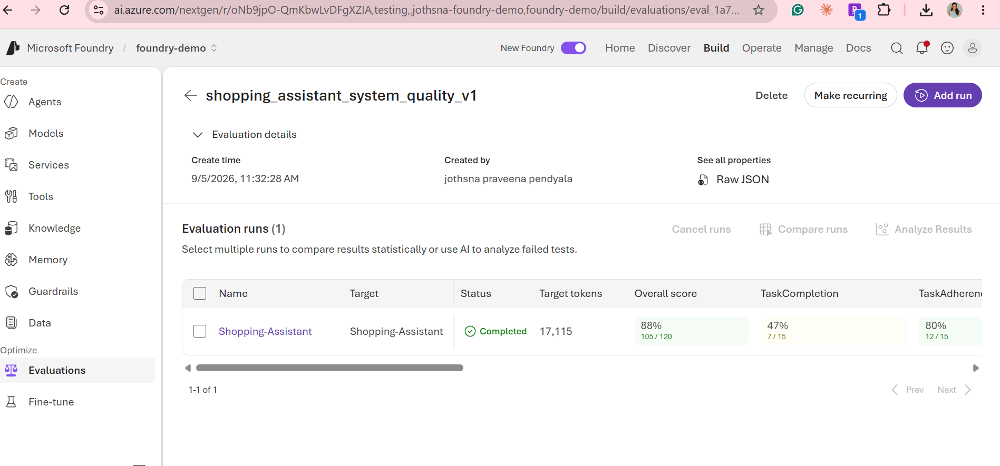 ai.azure.com/nextgen/r/oNb9jpO-QmKbwLvDFgXZIA,testing,,jothsna-foundry-demo,foundry-demo/build/evaluations/eval_1a7...
1
Microsoft Foundry / foundry-demo
New Foundry
Home Discover Build Operate Manage Docs
Create
Agents
Models
Services
Tools
Knowledge
Memory
Guardrails
Data
Optimize
Evaluations
Fine-tune
shopping_assistant_system_quality_v1
Delete
Make recurring
Add run
Evaluation details
Create time
9/5/2026, 11:32:28 AM
Created by
jothsna praveena pendyala
See all properties
Raw JSON
Evaluation runs (1)
Cancel runs
Compare runs
Analyze Results
Select multiple runs to compare results statistically or use AI to analyze failed tests.
Name Target Status Target tokens Overall score TaskCompletion TaskAdheren
Shopping-Assistant Shopping-Assistant Completed 17,115
88%
105 / 120
47%
7 / 15
80%
12 / 15
1-1 of 1
Prev Next